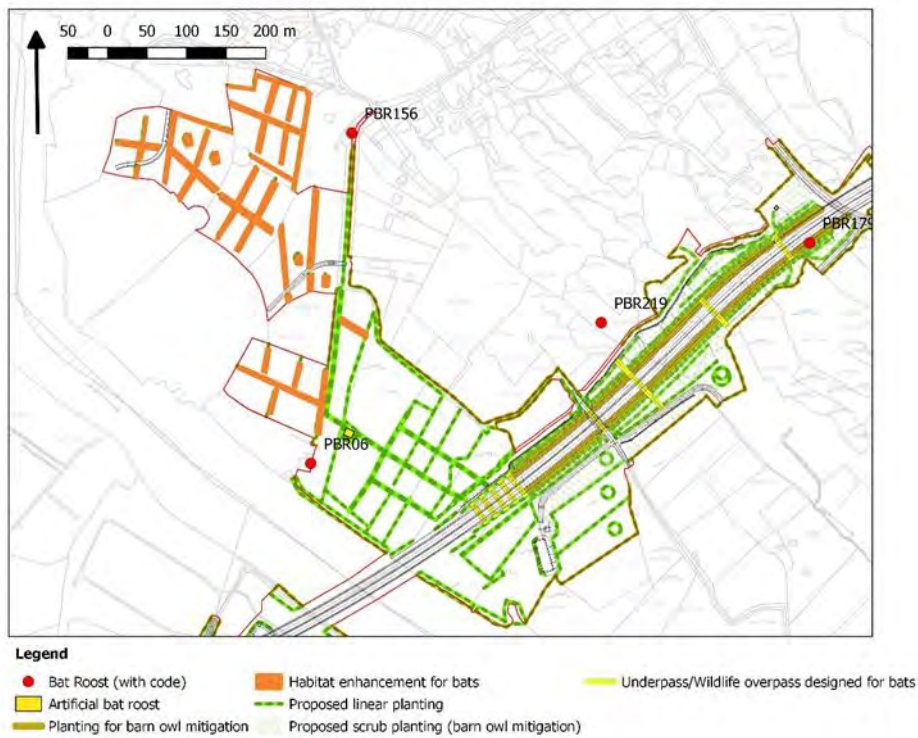 50 0 50 100 150 200 m
PBR156
PBR179
PBR219
PBR06
Legend
Bat Roost (with code)
Habitat enhancement for bats
Underpass/Wildlife overpass designed for bats
Artificial bat roost
Proposed linear planting
Planting for barn owl mitigation
Proposed scrub planting (barn owl mitigation)